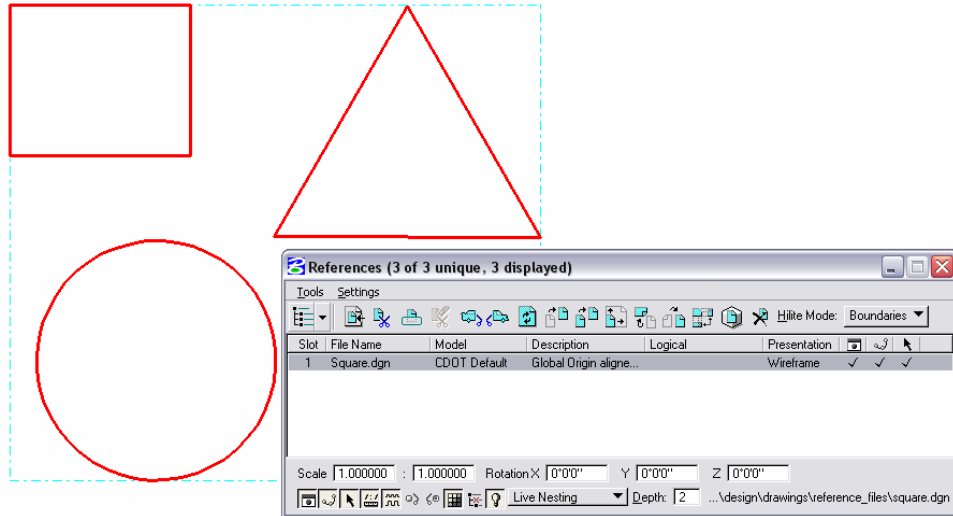 References (3 of 3 unique, 3 displayed)
Tools Settings
Hilite Mode: Boundaries
Slot File Name Model Description Logical Presentation
1 Square.dgn CDOT Default Global Origin aligne... Wireframe
Scale 1.000000 : 1.000000 Rotation X 0°0'0" Y 0°0'0" Z 0°0'0"
Live Nesting Depth: 2 ...\design\drawings\reference_files\square.dgn